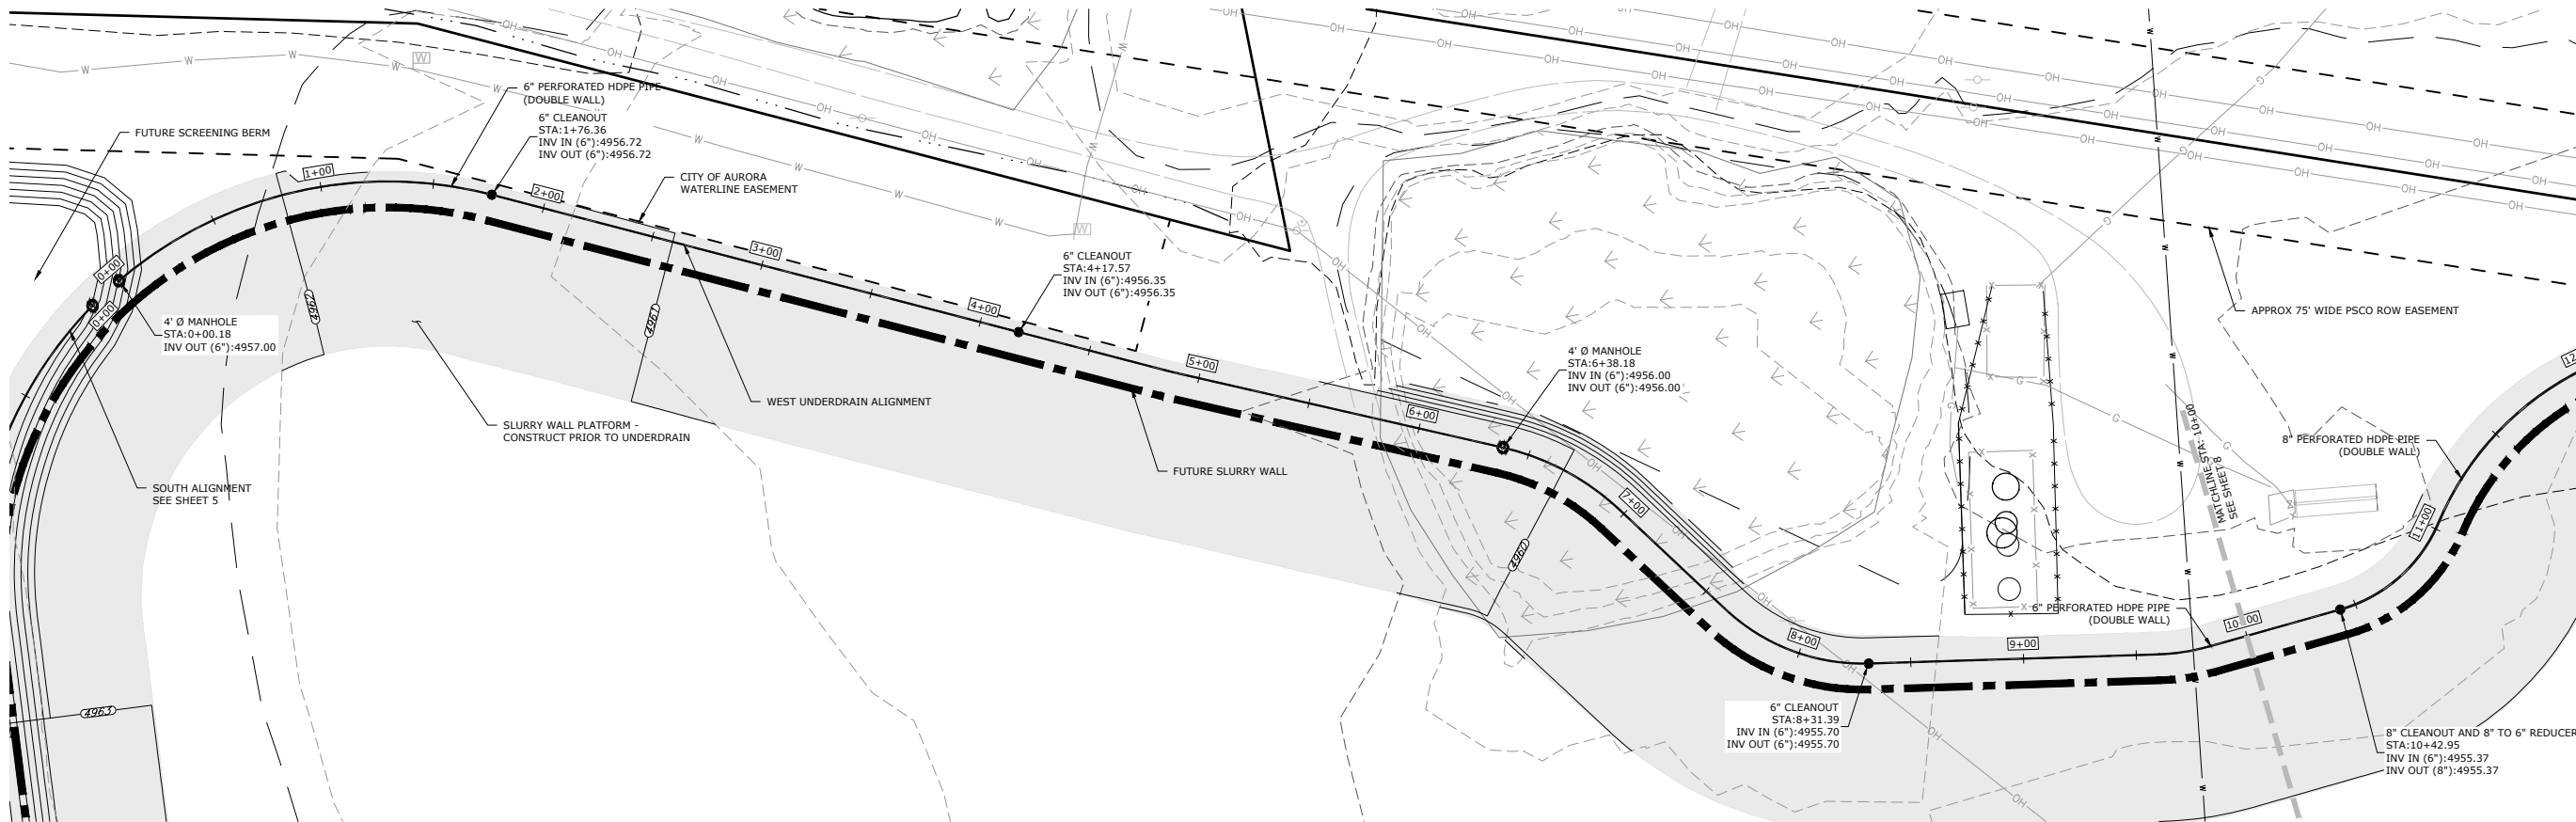 6" PERFORATED HDPE PIPE
(DOUBLE WALL)
6" CLEANOUT
STA:1+76.36
INV IN (6"):4956.72
INV OUT (6"):4956.72
FUTURE SCREENING BERM
CITY OF AURORA
WATERLINE EASEMENT
1+00
2+00
3+00
4+00
5+00
6+00
7+00
8+00
9+00
10+00
11+00
0+00
0+00
4' Ø MANHOLE
STA:0+00.18
INV OUT (6"):4957.00
4962
4961
4960
4963
6" CLEANOUT
STA:4+17.57
INV IN (6"):4956.35
INV OUT (6"):4956.35
4' Ø MANHOLE
STA:6+38.18
INV IN (6"):4956.00
INV OUT (6"):4956.00
APPROX 75' WIDE PSCO ROW EASEMENT
WEST UNDERDRAIN ALIGNMENT
SLURRY WALL PLATFORM -
CONSTRUCT PRIOR TO UNDERDRAIN
FUTURE SLURRY WALL
SOUTH ALIGNMENT
SEE SHEET 5
8" PERFORATED HDPE PIPE
(DOUBLE WALL)
MATCHLINE STA: 10+00
SEE SHEET 8
6" PERFORATED HDPE PIPE
(DOUBLE WALL)
6" CLEANOUT
STA:8+31.39
INV IN (6"):4955.70
INV OUT (6"):4955.70
8" CLEANOUT AND 8" TO 6" REDUCER
STA:10+42.95
INV IN (6"):4955.37
INV OUT (8"):4955.37